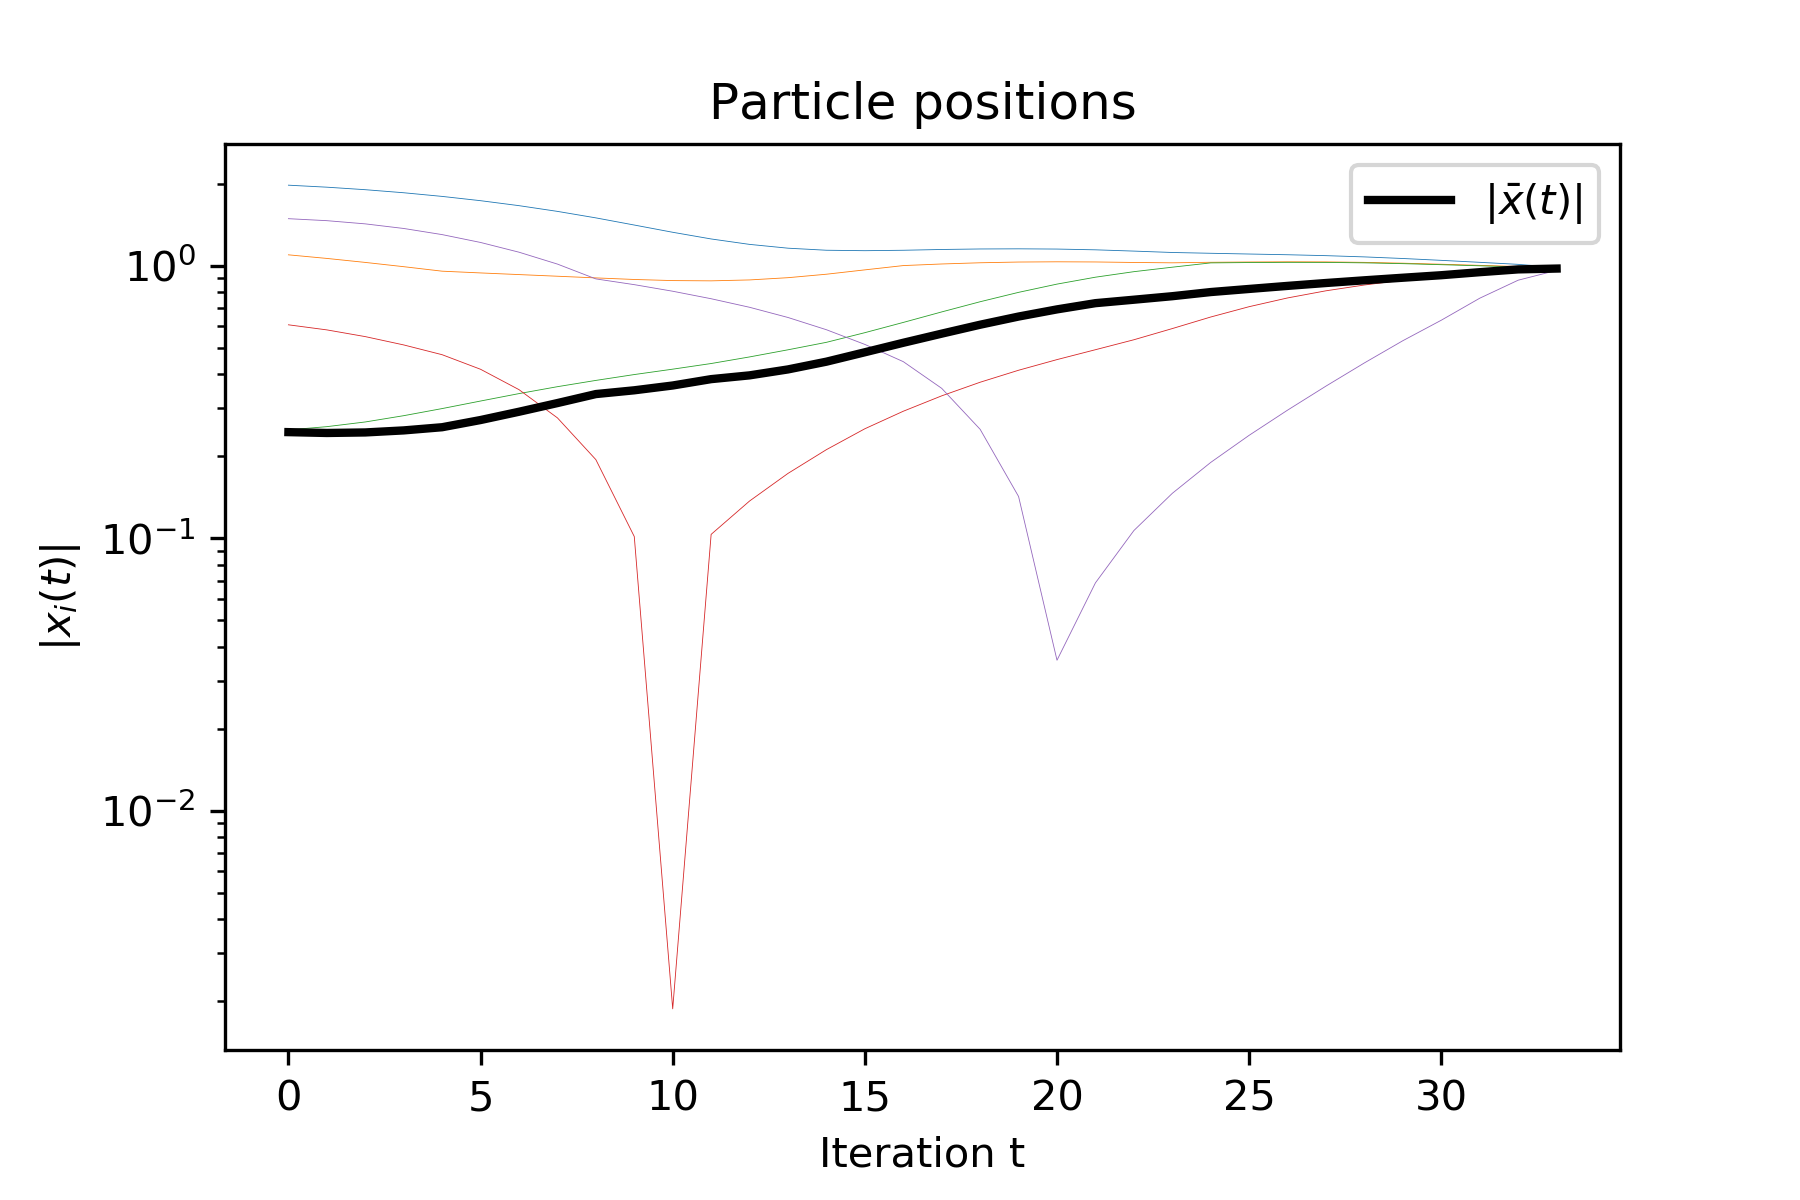 Particle positions
|x̄(t)|
10⁰
10⁻¹
10⁻²
|xᵢ(t)|
0 5 10 15 20 25 30
Iteration t